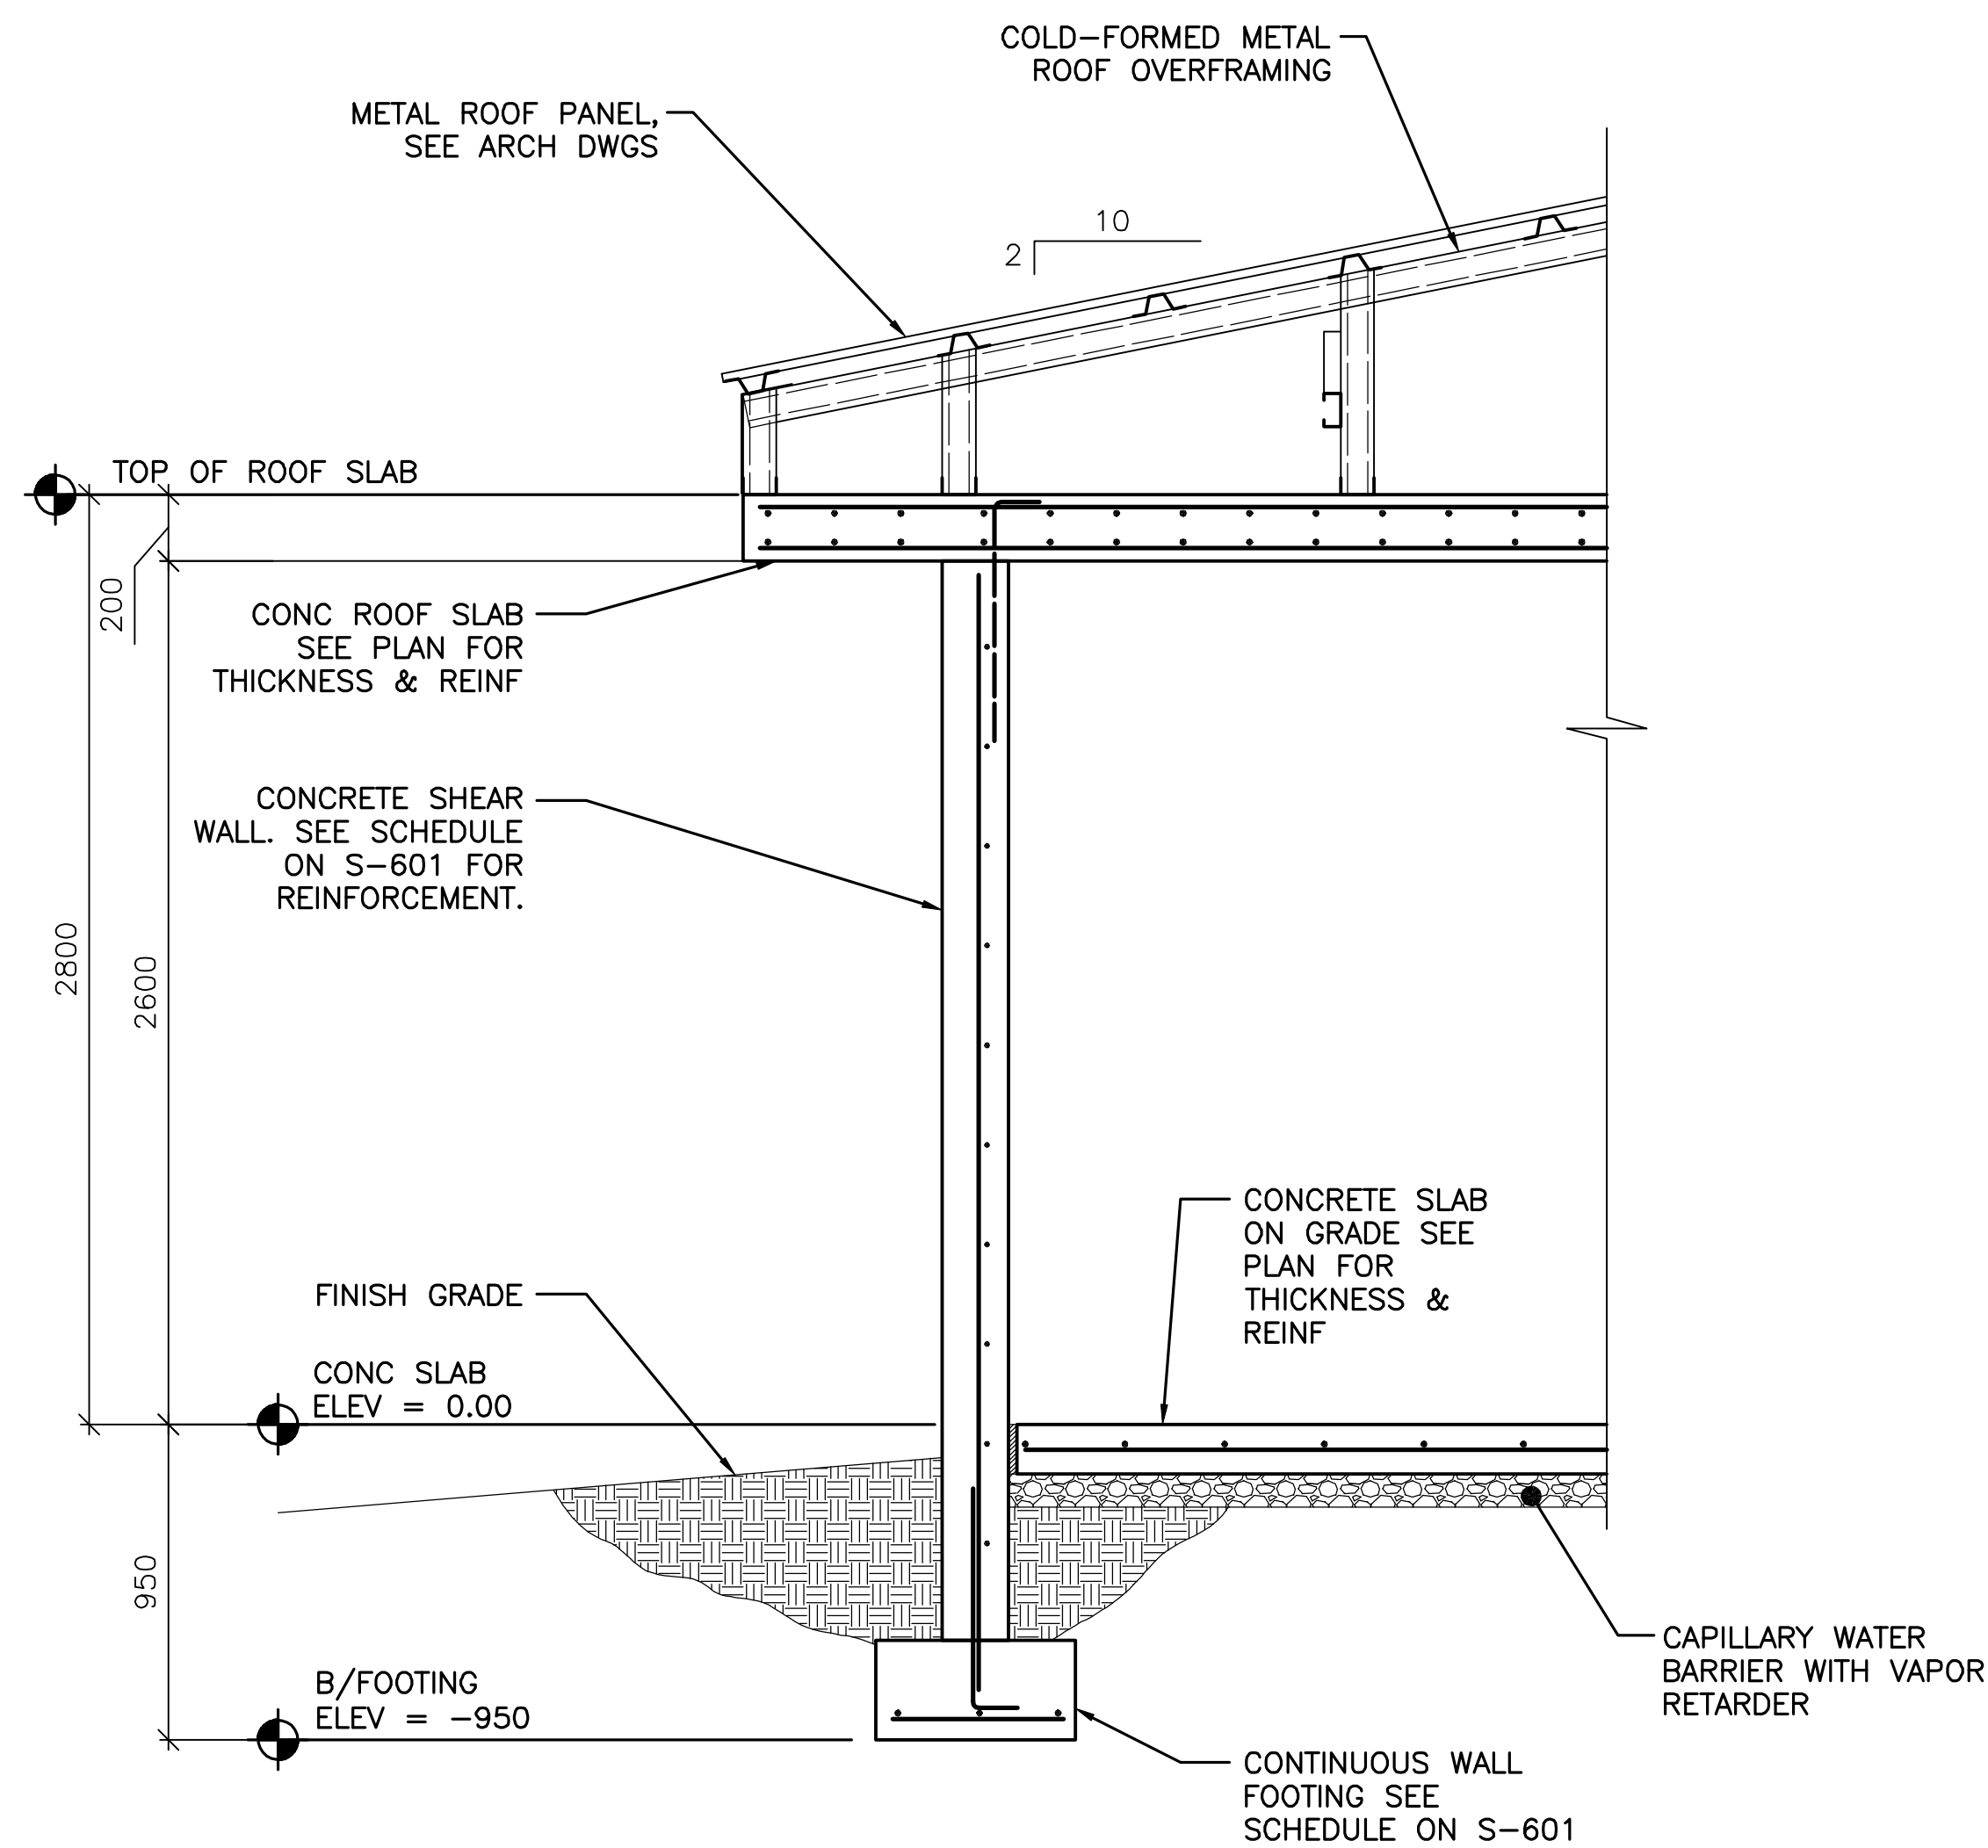 COLD-FORMED METAL
ROOF OVERFRAMING
METAL ROOF PANEL,
SEE ARCH DWGS
10
2
TOP OF ROOF SLAB
200
CONC ROOF SLAB
SEE PLAN FOR
THICKNESS & REINF
CONCRETE SHEAR
WALL. SEE SCHEDULE
ON S-601 FOR
REINFORCEMENT.
2800
2600
CONCRETE SLAB
ON GRADE SEE
PLAN FOR
THICKNESS &
REINF
FINISH GRADE
CONC SLAB
ELEV = 0.00
950
CAPILLARY WATER
BARRIER WITH VAPOR
RETARDER
B/FOOTING
ELEV = -950
CONTINUOUS WALL
FOOTING SEE
SCHEDULE ON S-601